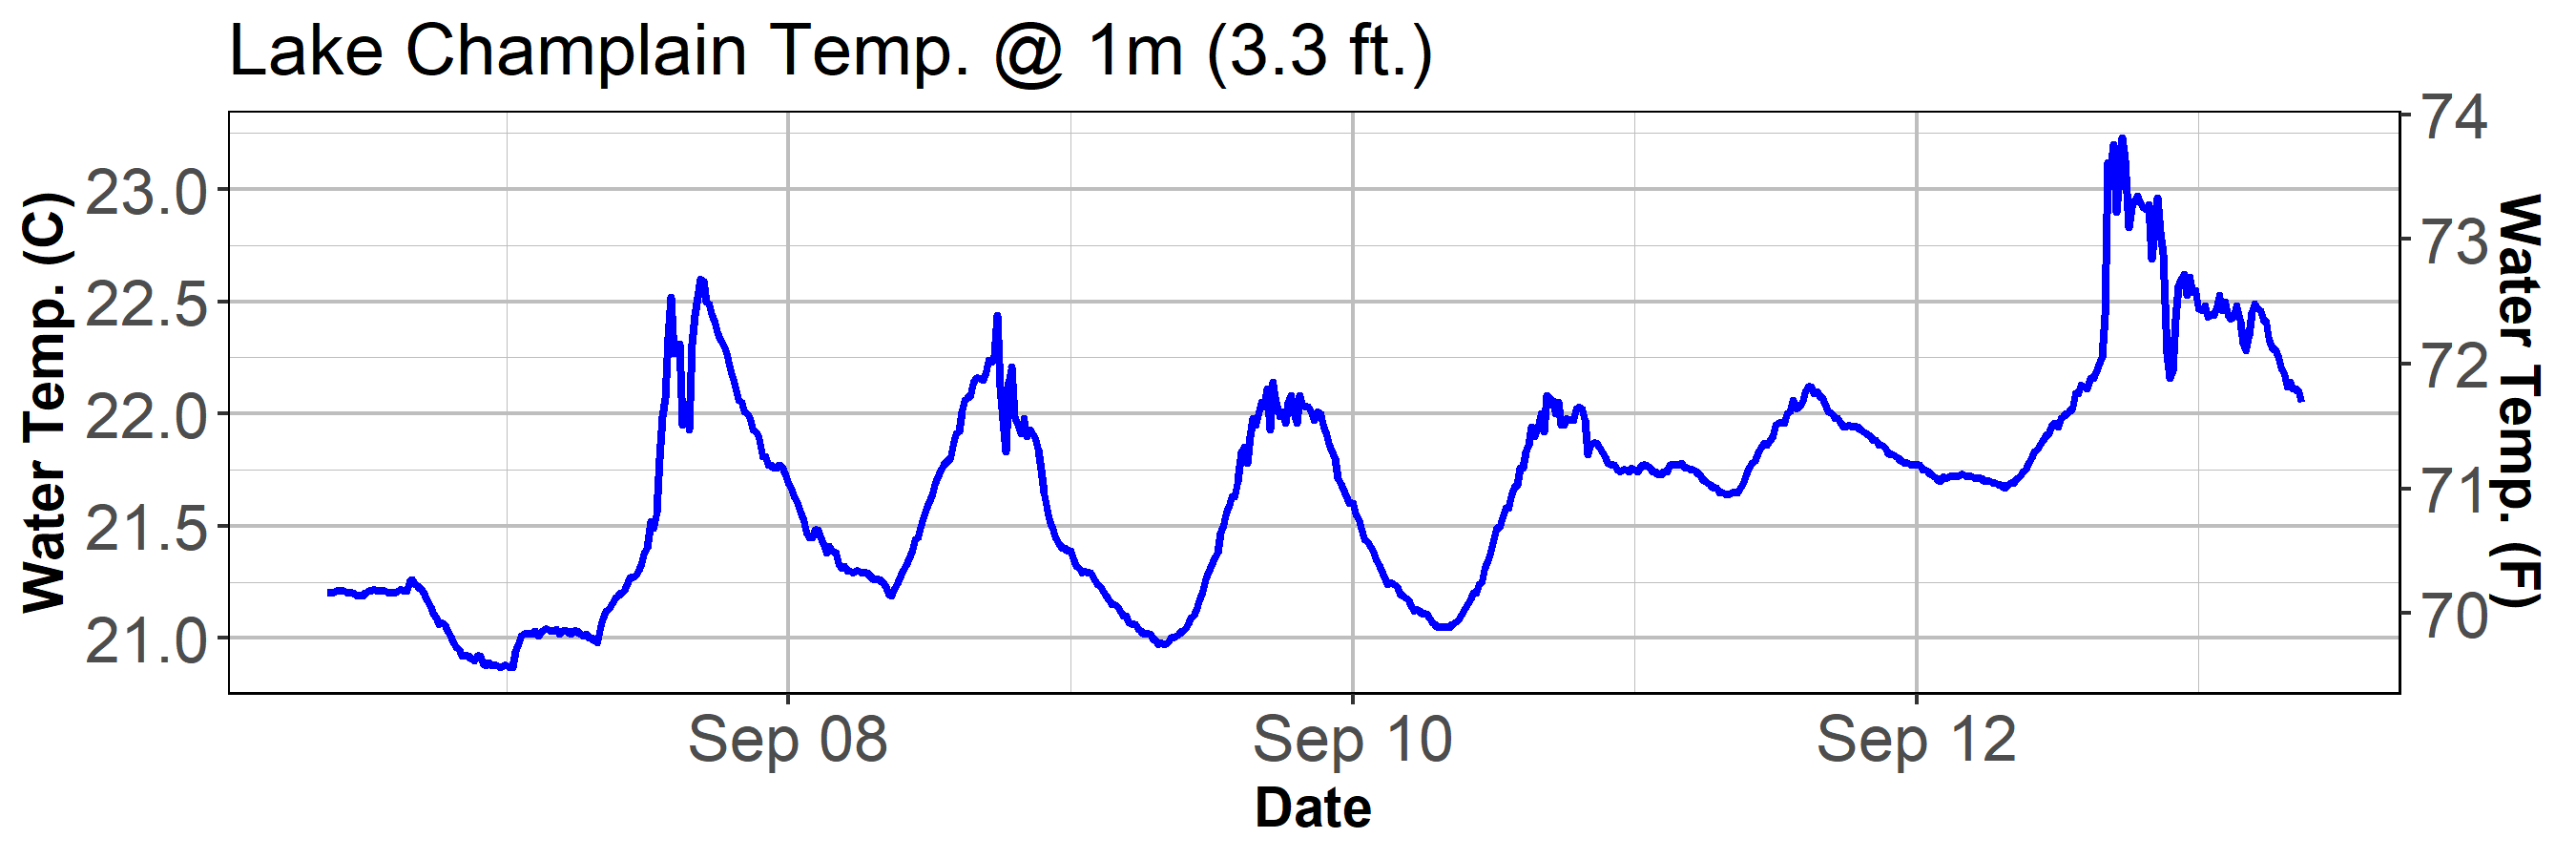 Lake Champlain Temp. @ 1m (3.3 ft.)
Water Temp. (C)
23.0
22.5
22.0
21.5
21.0
74
73
72
71
70
Water Temp. (F)
Sep 08
Sep 10
Sep 12
Date